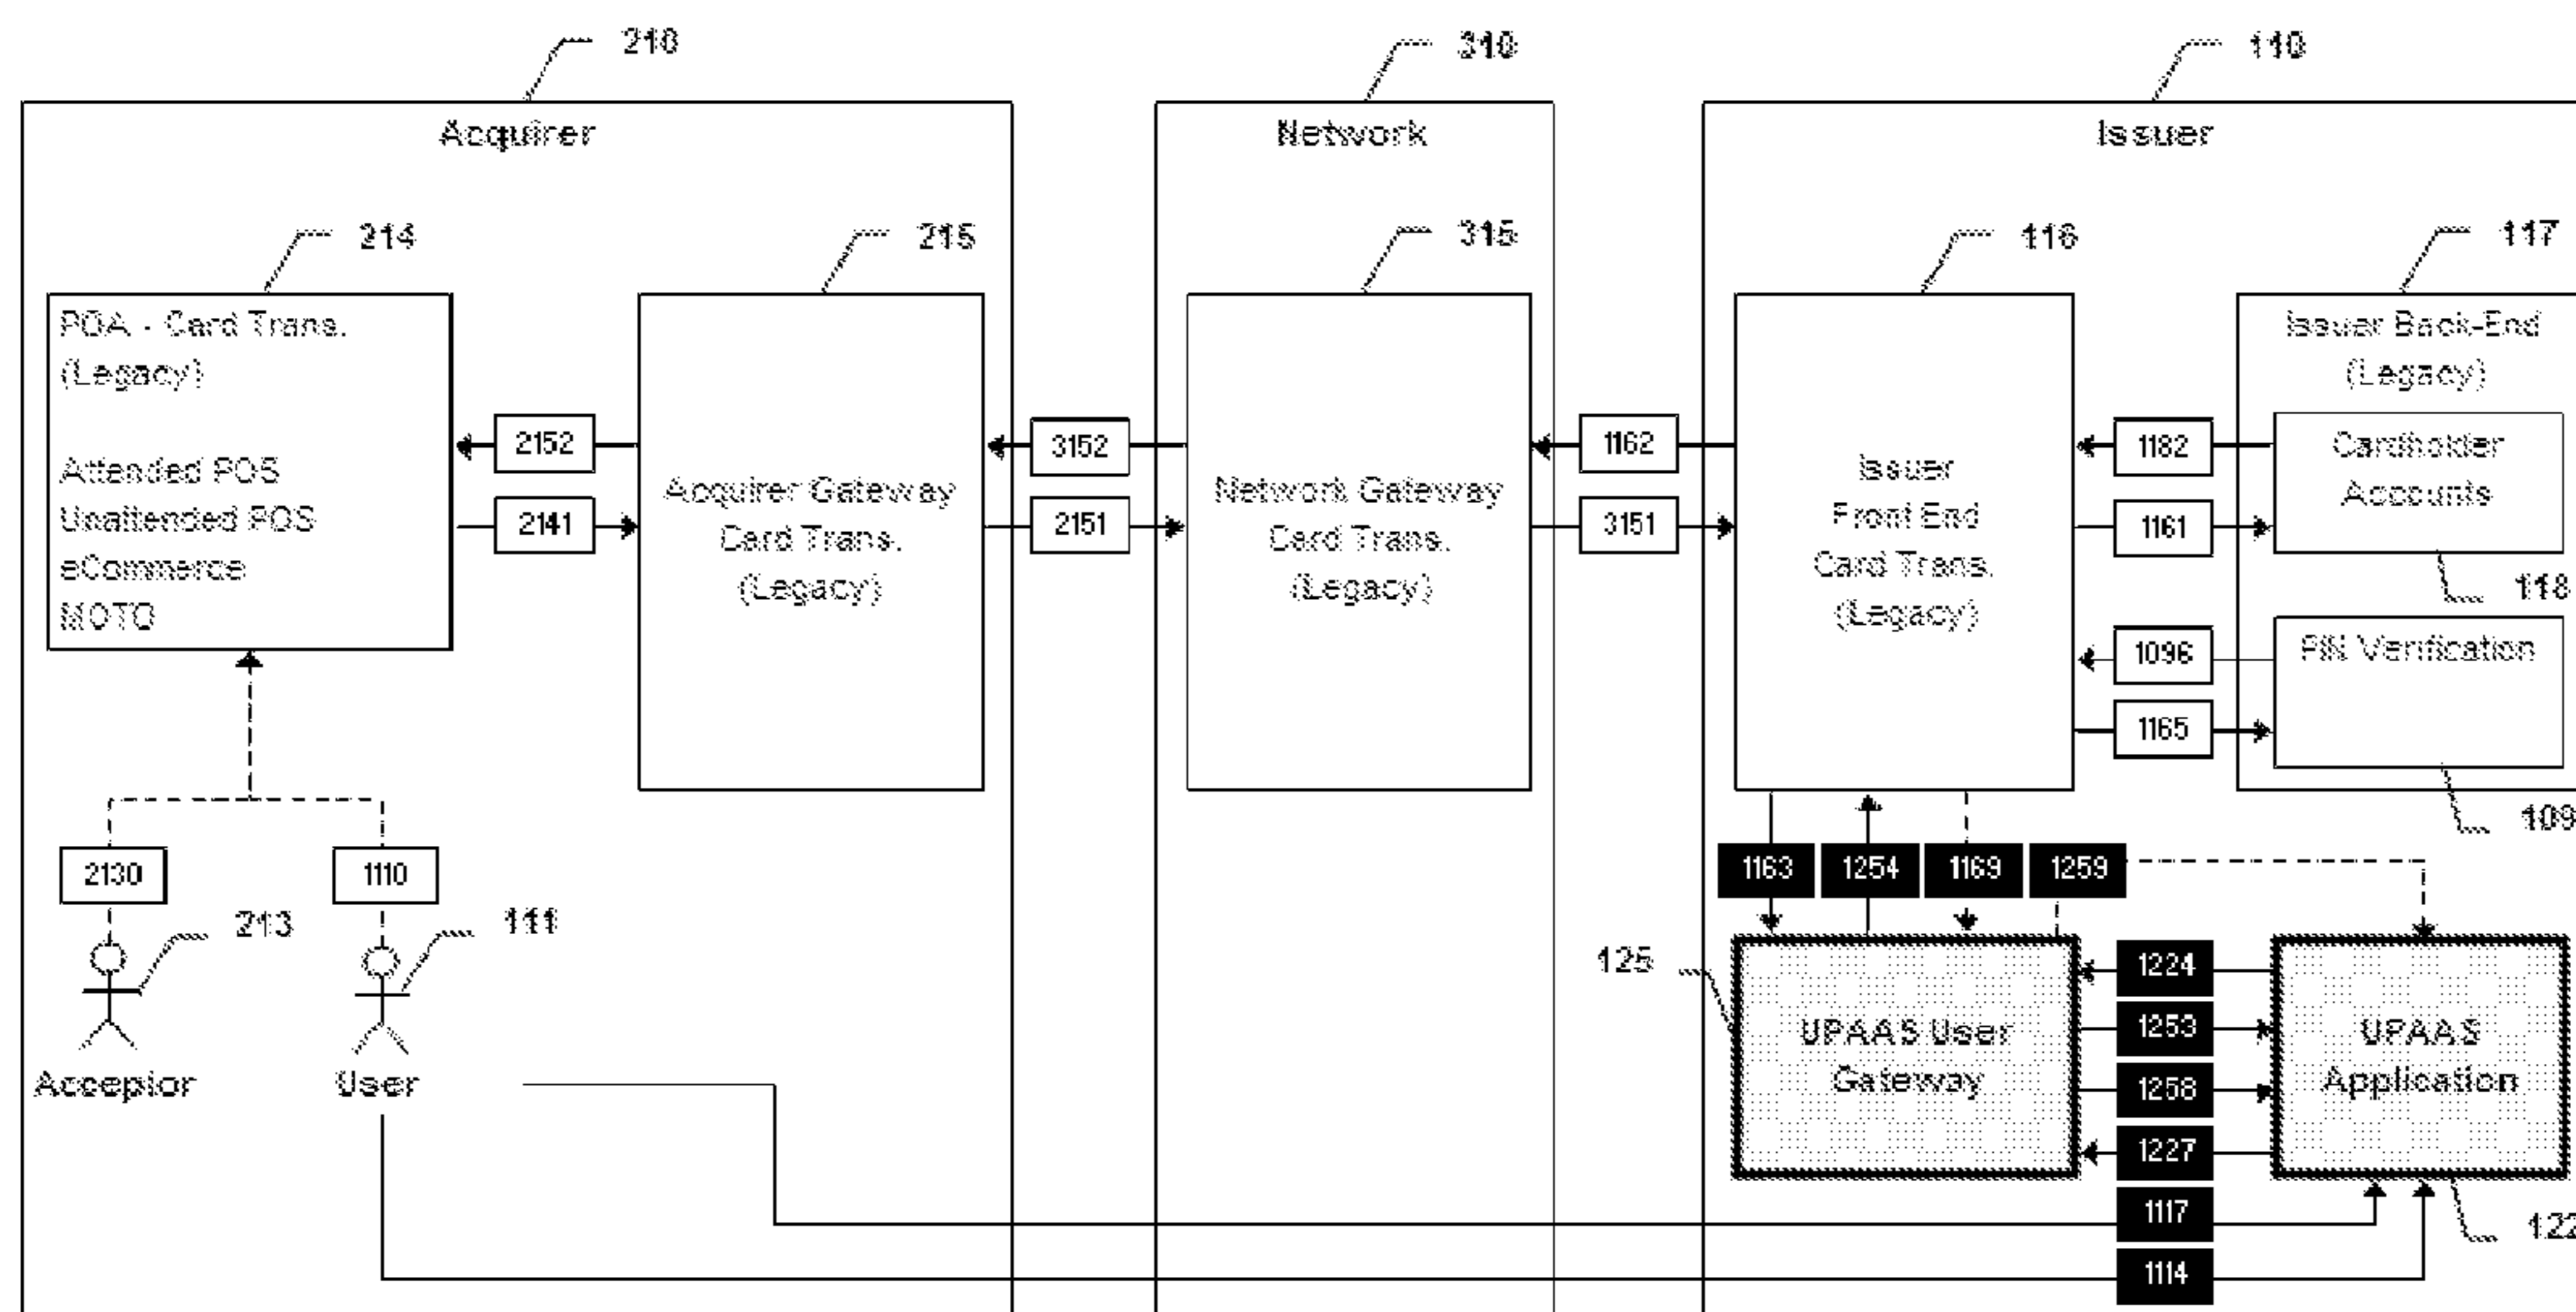 210
310
110
Acquirer
Network
Issuer
214
215
315
116
117
POA - Card Trans.
(Legacy)
Attended POS
Unattended POS
eCommerce
MOTO
Acquirer Gateway
Card Trans.
(Legacy)
Network Gateway
Card Trans.
(Legacy)
Issuer
Front End
Card Trans.
(Legacy)
Issuer Back-End
(Legacy)
Cardholder
Accounts
118
PIN Verification
109
2152
2141
3152
2151
1162
3151
1182
1161
1096
1165
2130
1110
213
111
Acceptor
User
1163
1254
1169
1259
125
UPAAS User
Gateway
1224
1253
1258
1227
1117
1114
UPAAS
Application
122